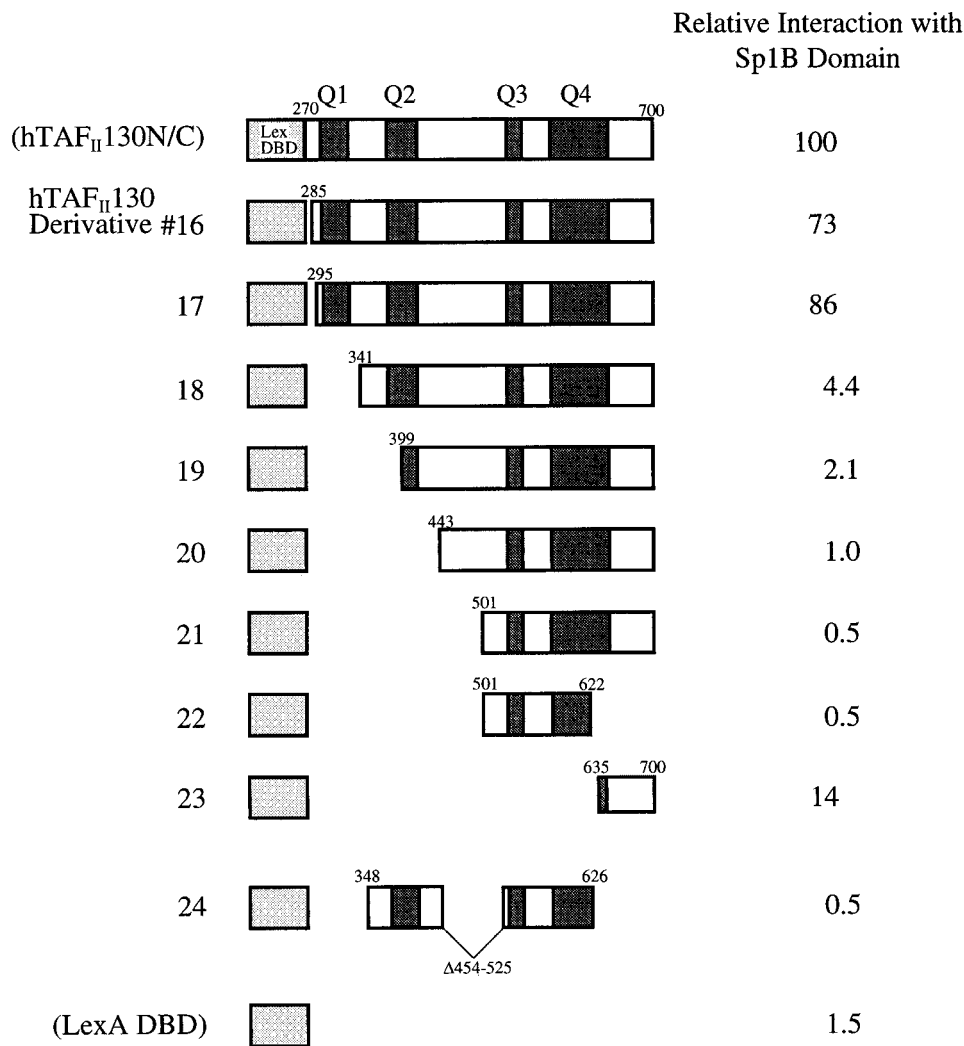 Relative Interaction with
Sp1B Domain
Q1 Q2 Q3 Q4
270 700
(hTAFII130N/C) Lex DBD 100
hTAFII130
Derivative #16 285 73
17 295 86
18 341 4.4
19 399 2.1
20 443 1.0
21 501 0.5
22 501 622 0.5
23 635 700 14
24 348 626 0.5
Δ454-525
(LexA DBD) 1.5